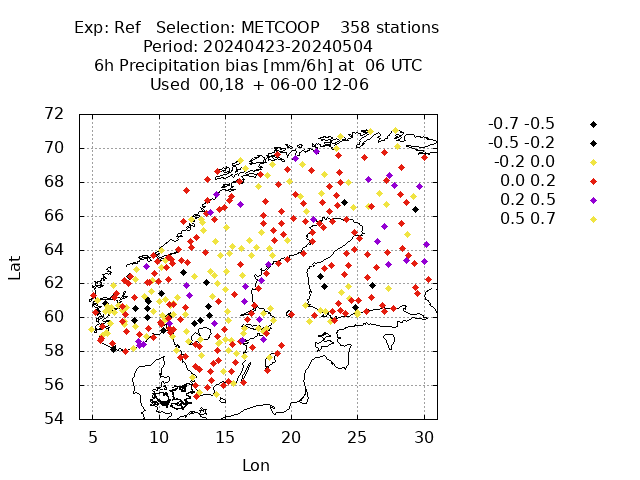 Exp: Ref   Selection: METCOOP    358 stations
Period: 20240423-20240504
6h Precipitation bias [mm/6h] at  06 UTC
Used  00,18  + 06-00 12-06
72
70
68
66
64
62
60
58
56
54
5 10 15 20 25 30
Lat
Lon
-0.7 -0.5
-0.5 -0.2
-0.2 0.0
0.0 0.2
0.2 0.5
0.5 0.7